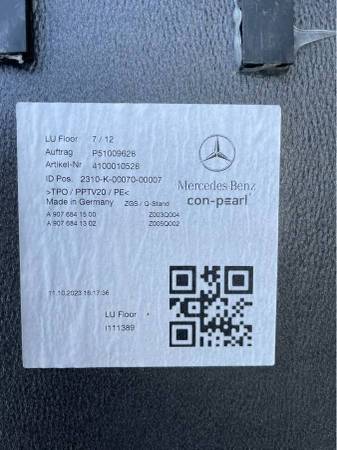 LU Floor 7 / 12
Auftrag P51009626
Artikel-Nr 4100010526
ID Pos. 2310-K-00070-00007
>TPO / PPTV20 / PE<
Made in Germany ZGS / Q-Stand
A 907 684 15 00 Z003Q004
A 907 684 13 02 Z005Q002
Mercedes-Benz
con-pearl
11.10.2023 16:17:36
LU Floor
I111389